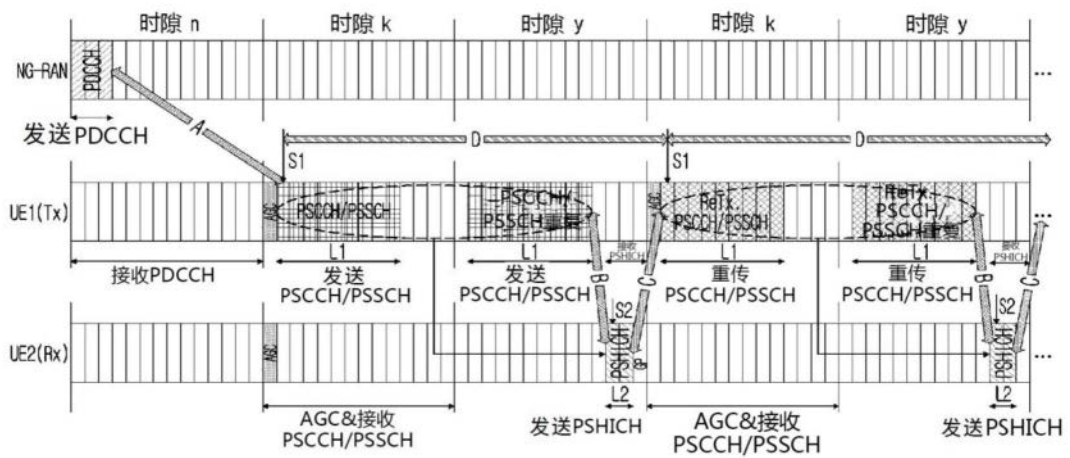 时隙 n
时隙 k
时隙 y
时隙 k
时隙 y
NG-RAN
PDCCH
...
发送PDCCH
A
D
D
S1
S1
UE1(Tx)
AGC
PSCCH/PSSCH
PSCCH/
PSSCH重复
AGC
ReTx.
PSCCH/PSSCH
ReTx.
PSCCH/
PSSCH重复
...
接收PDCCH
L1
发送
PSCCH/PSSCH
L1
发送
PSCCH/PSSCH
接收
PSHICH
B
C
L1
重传
PSCCH/PSSCH
L1
重传
PSCCH/PSSCH
接收
PSHICH
B
C
S2
S2
UE2(Rx)
AGC
PSHICH
GP
PSHICH
...
L2
L2
AGC&接收
PSCCH/PSSCH
发送PSHICH
AGC&接收
PSCCH/PSSCH
发送PSHICH